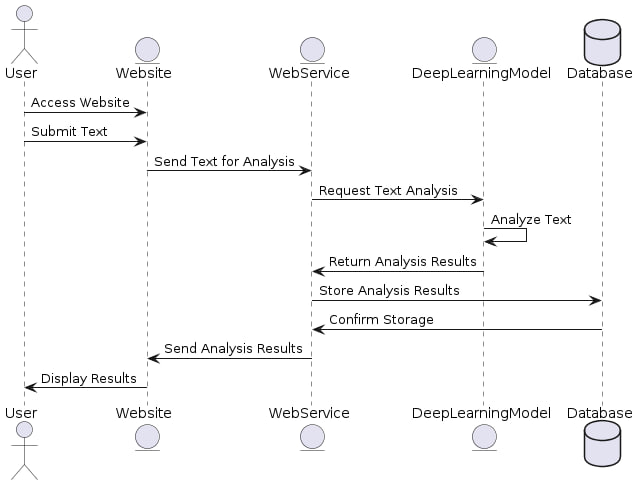 User
Website
WebService
DeepLearningModel
Database
Access Website
Submit Text
Send Text for Analysis
Request Text Analysis
Analyze Text
Return Analysis Results
Store Analysis Results
Confirm Storage
Send Analysis Results
Display Results
User
Website
WebService
DeepLearningModel
Database